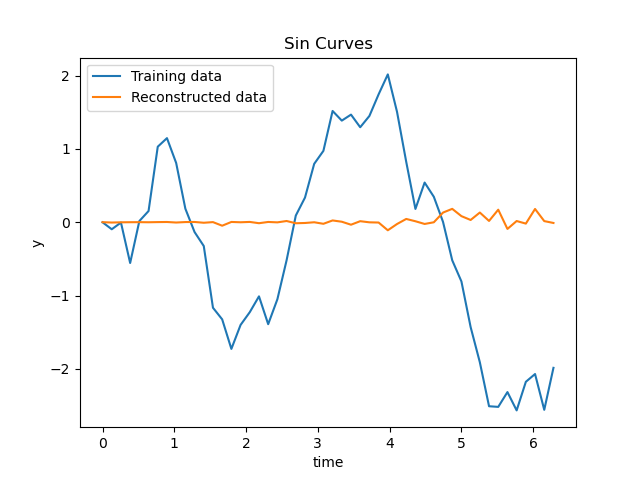 Sin Curves
Training data
Reconstructed data
2
1
0
−1
−2
y
0 1 2 3 4 5 6
time